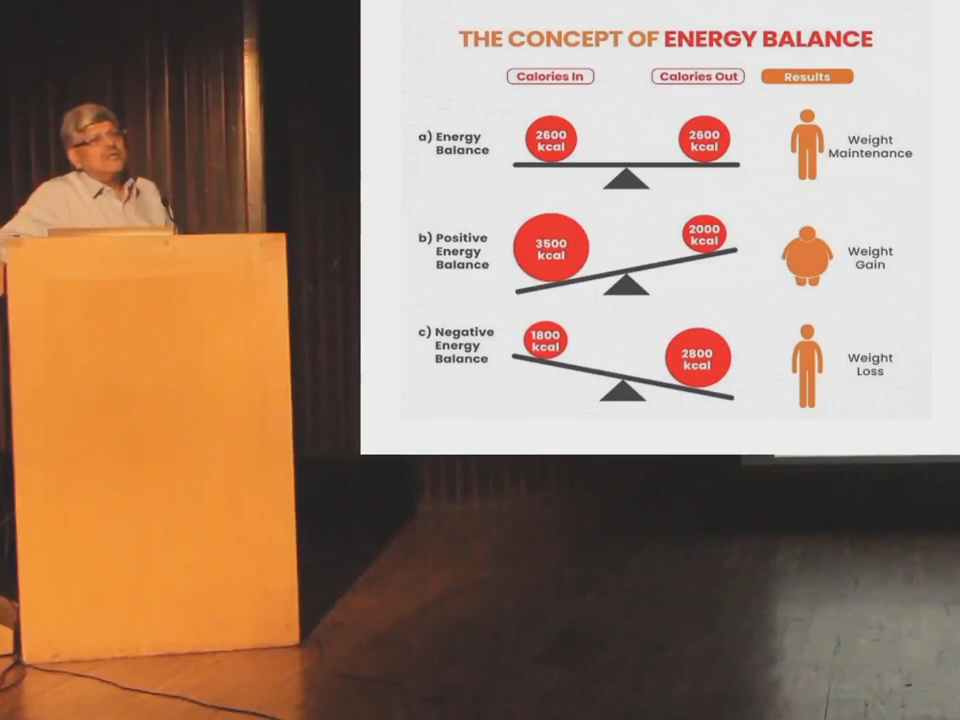 THE CONCEPT OF ENERGY BALANCE
Calories In
Calories Out
Results
a) Energy
Balance
2600
kcal
2600
kcal
Weight
Maintenance
b) Positive
Energy
Balance
3500
kcal
2000
kcal
Weight
Gain
c) Negative
Energy
Balance
1800
kcal
2800
kcal
Weight
Loss